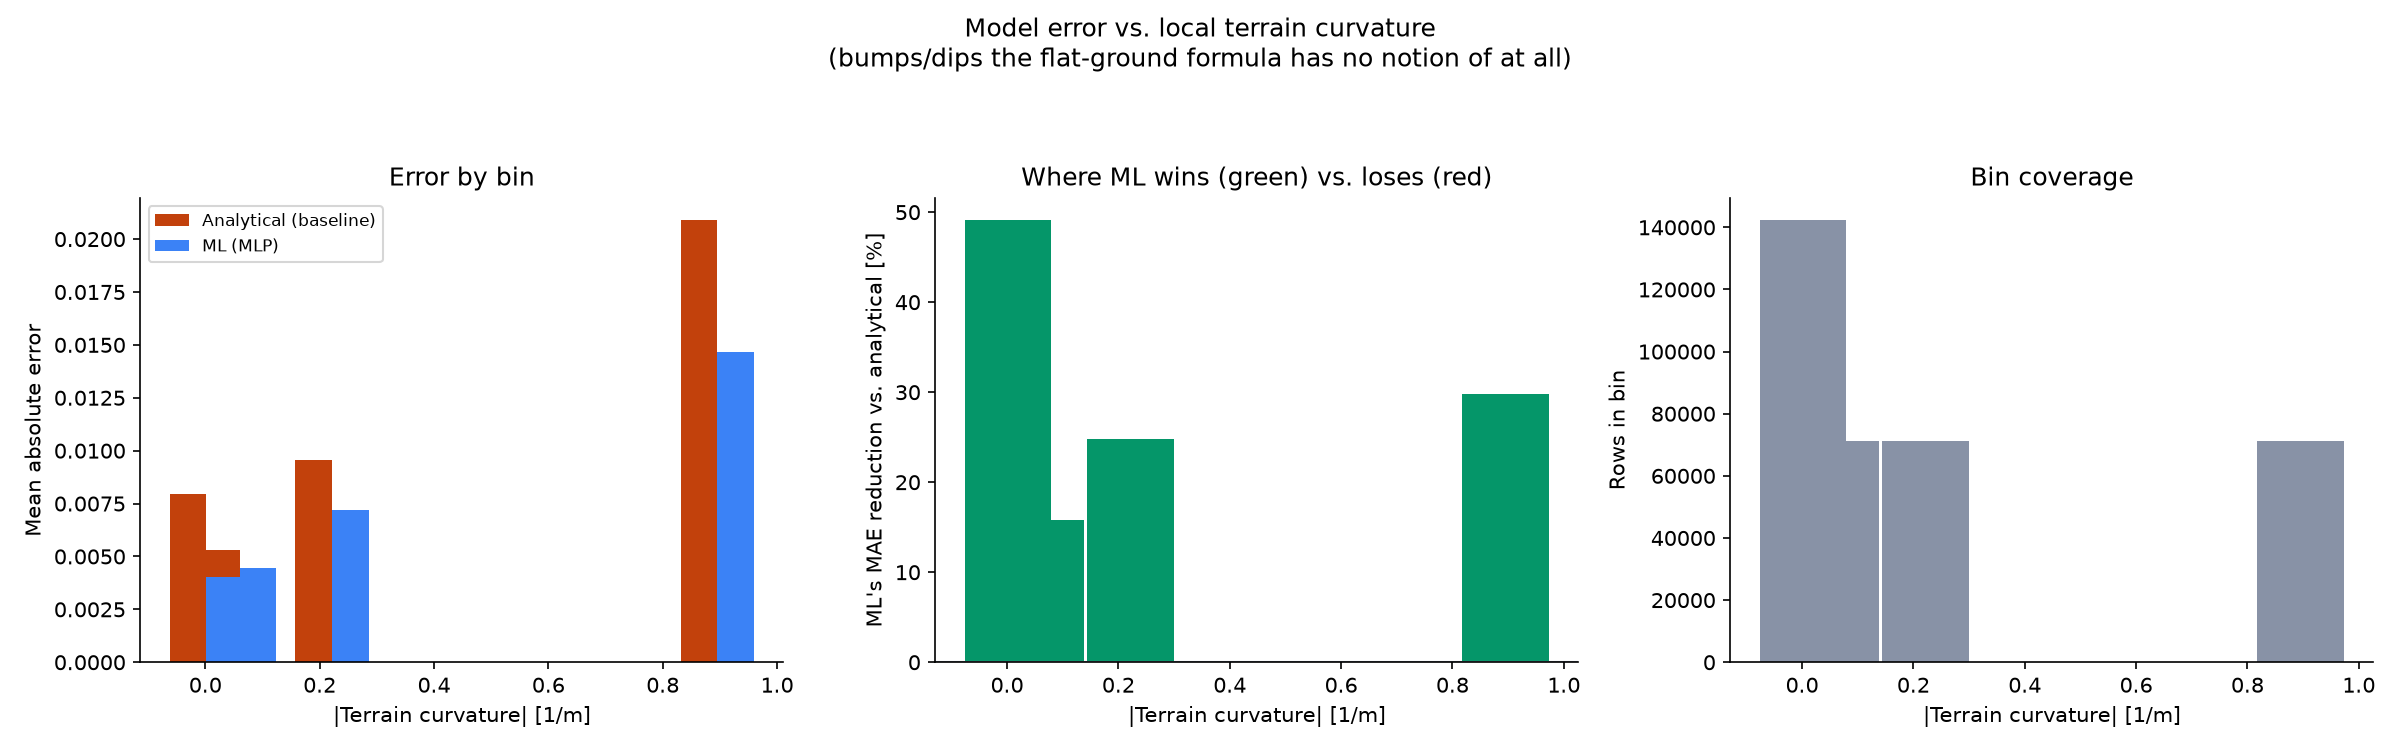 Model error vs. local terrain curvature
(bumps/dips the flat-ground formula has no notion of at all)
Error by bin
Analytical (baseline)
ML (MLP)
Mean absolute error
0.0200
0.0175
0.0150
0.0125
0.0100
0.0075
0.0050
0.0025
0.0000
0.0 0.2 0.4 0.6 0.8 1.0
|Terrain curvature| [1/m]
Where ML wins (green) vs. loses (red)
ML's MAE reduction vs. analytical [%]
50
40
30
20
10
0
0.0 0.2 0.4 0.6 0.8 1.0
|Terrain curvature| [1/m]
Bin coverage
Rows in bin
140000
120000
100000
80000
60000
40000
20000
0
0.0 0.2 0.4 0.6 0.8 1.0
|Terrain curvature| [1/m]